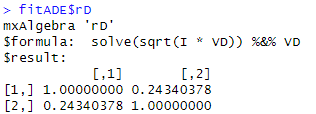 > fitADE$rD
mxAlgebra 'rD'
$formula:  solve(sqrt(I * VD)) %&% VD
$result:
           [,1]       [,2]
[1,] 1.00000000 0.24340378
[2,] 0.24340378 1.00000000